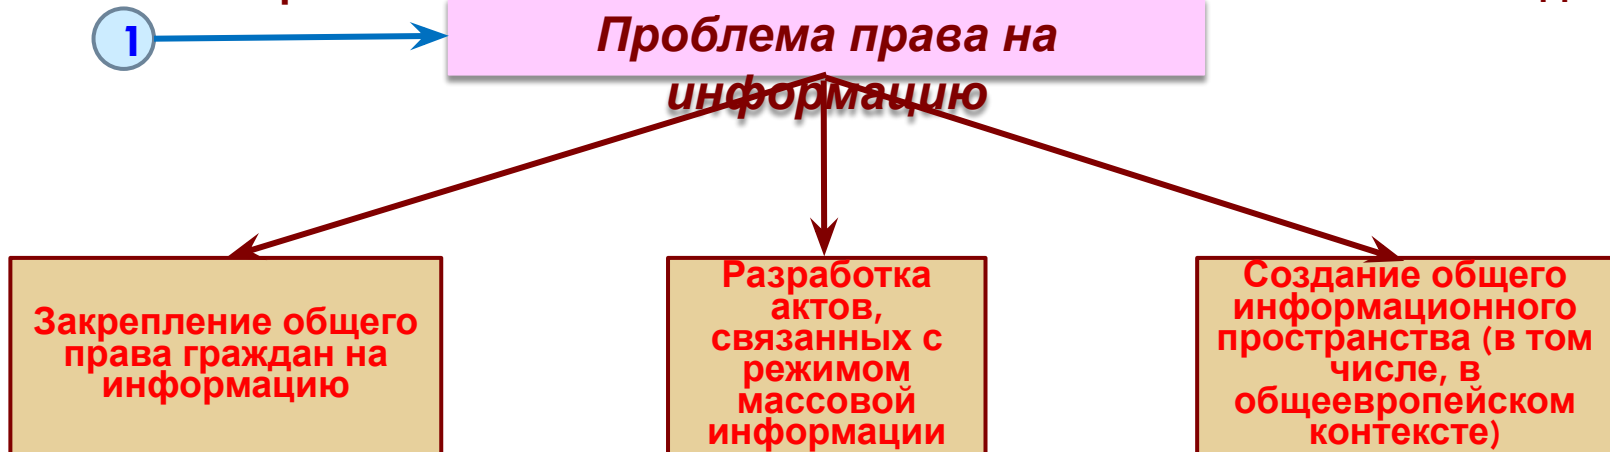 1
Проблема права на
информацию
Закрепление общего
права граждан на
информацию
Разработка
актов,
связанных с
режимом
массовой
информации
Создание общего
информационного
пространства (в том
числе, в
общеевропейском
контексте)